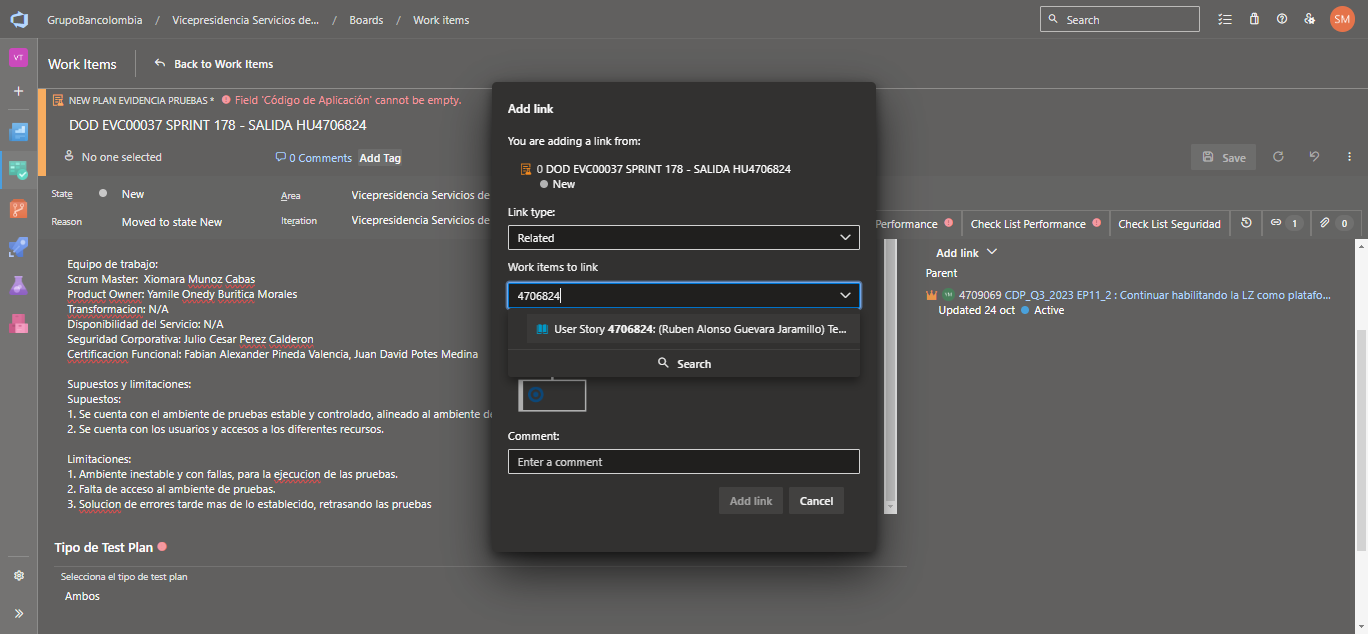 GrupoBancolombia / Vicepresidencia Servicios de... / Boards / Work items
Search
SM
VT
Work Items
Back to Work Items
NEW PLAN EVIDENCIA PRUEBAS * Field 'Código de Aplicación' cannot be empty.
DOD EVC00037 SPRINT 178 - SALIDA HU4706824
No one selected
0 Comments
Add Tag
Save
State
New
Area
Vicepresidencia Servicios de
Reason
Moved to state New
Iteration
Vicepresidencia Servicios de
Performance
Check List Performance
Check List Seguridad
1
0
Equipo de trabajo:
Scrum Master: Xiomara Munoz Cabas
Product Owner: Yamile Onedy Buritica Morales
Transformacion: N/A
Disponibilidad del Servicio: N/A
Seguridad Corporativa: Julio Cesar Perez Calderon
Certificacion Funcional: Fabian Alexander Pineda Valencia, Juan David Potes Medina
Supuestos y limitaciones:
Supuestos:
1. Se cuenta con el ambiente de pruebas estable y controlado, alineado al ambiente de
2. Se cuenta con los usuarios y accesos a los diferentes recursos.
Limitaciones:
1. Ambiente inestable y con fallas, para la ejecucion de las pruebas.
2. Falta de acceso al ambiente de pruebas.
3. Solucion de errores tarde mas de lo establecido, retrasando las pruebas
Tipo de Test Plan
Selecciona el tipo de test plan
Ambos
Add link
You are adding a link from:
0 DOD EVC00037 SPRINT 178 - SALIDA HU4706824
New
Link type:
Related
Work items to link
4706824
User Story 4706824: (Ruben Alonso Guevara Jaramillo) Te...
Search
Comment:
Enter a comment
Add link
Cancel
Add link
Parent
4709069 CDP_Q3_2023 EP11_2 : Continuar habilitando la LZ como platafo...
Updated 24 oct
Active